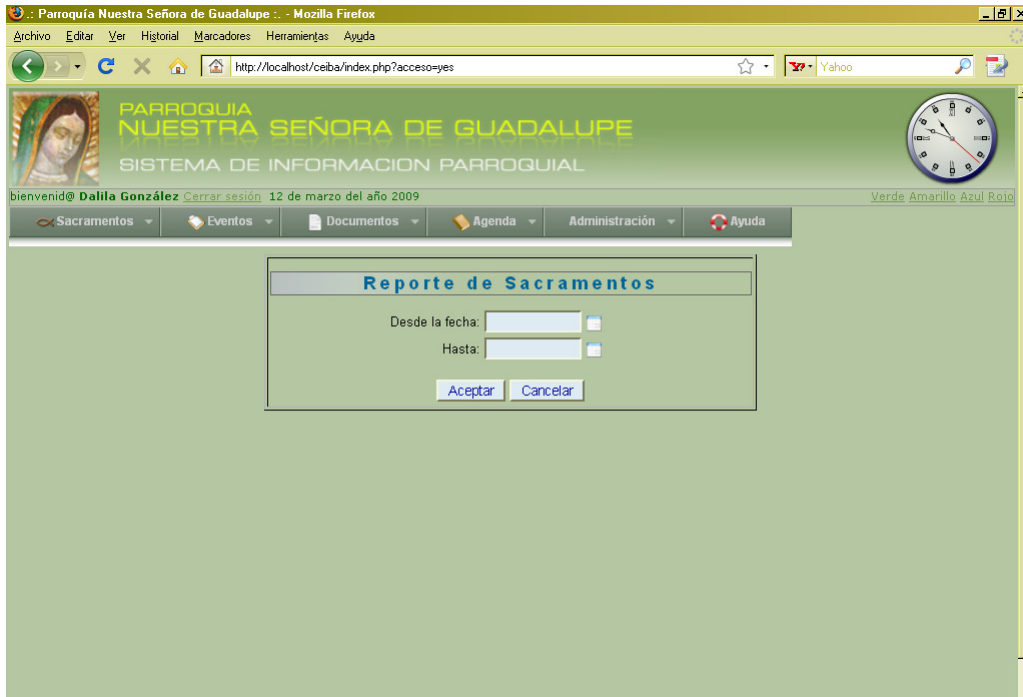 .: Parroquía Nuestra Señora de Guadalupe :. - Mozilla Firefox
Archivo Editar Ver Historial Marcadores Herramientas Ayuda
http://localhost/ceiba/index.php?acceso=yes Yahoo
PARROQUIA
NUESTRA SEÑORA DE GUADALUPE
SISTEMA DE INFORMACION PARROQUIAL
bienvenid@ Dalila González Cerrar sesión 12 de marzo del año 2009 Verde Amarillo Azul Rojo
Sacramentos Eventos Documentos Agenda Administración Ayuda
Reporte de Sacramentos
Desde la fecha:
Hasta:
Aceptar Cancelar